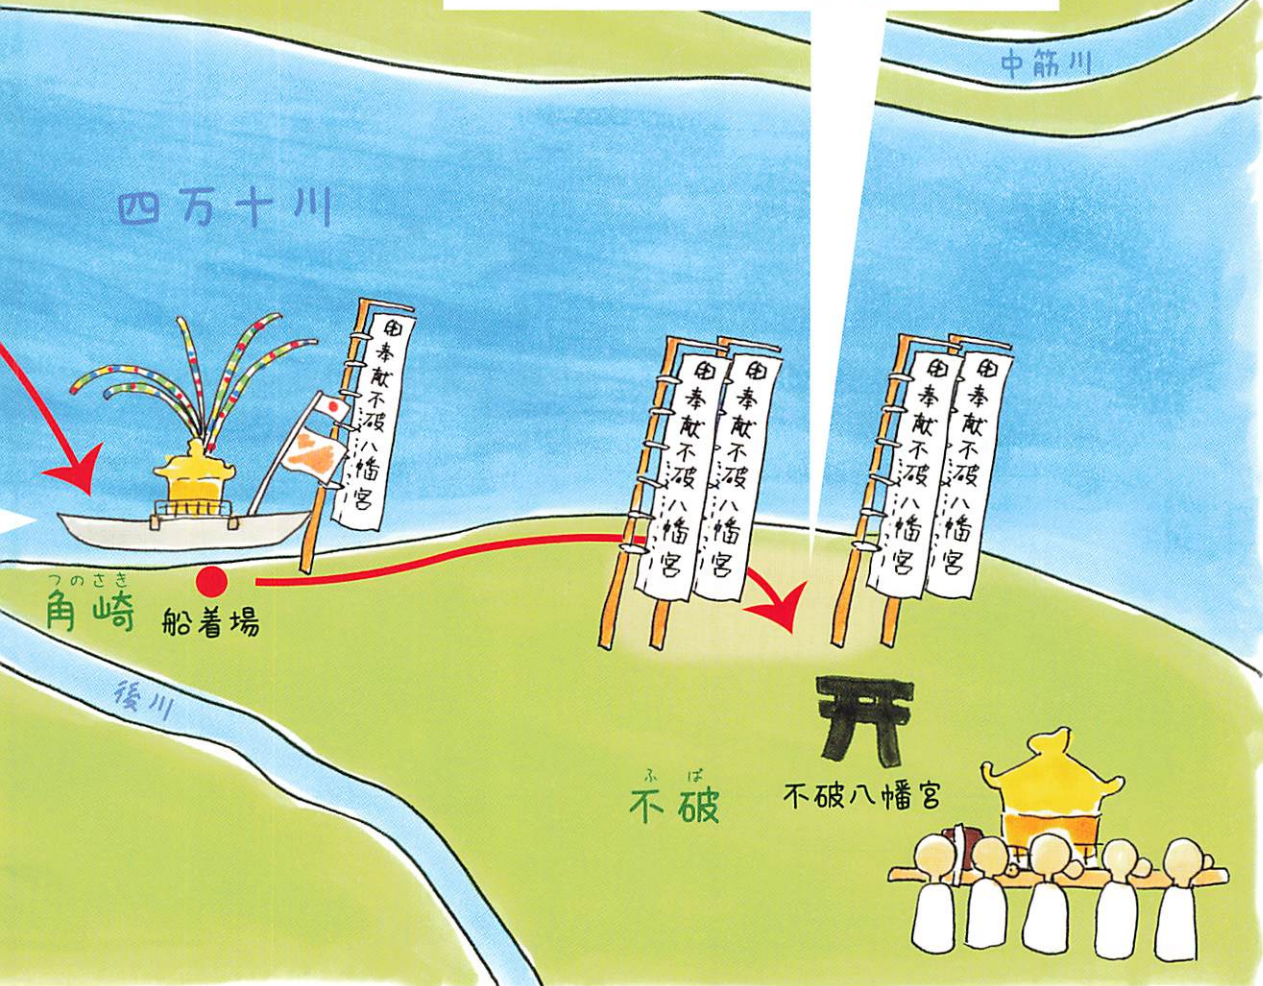 中筋川
四万十川
奉献不破八幡宮
奉献不破八幡宮
奉献不破八幡宮
奉献不破八幡宮
奉献不破八幡宮
つのさき
角崎
船着場
後川
ふば
不破
不破八幡宮